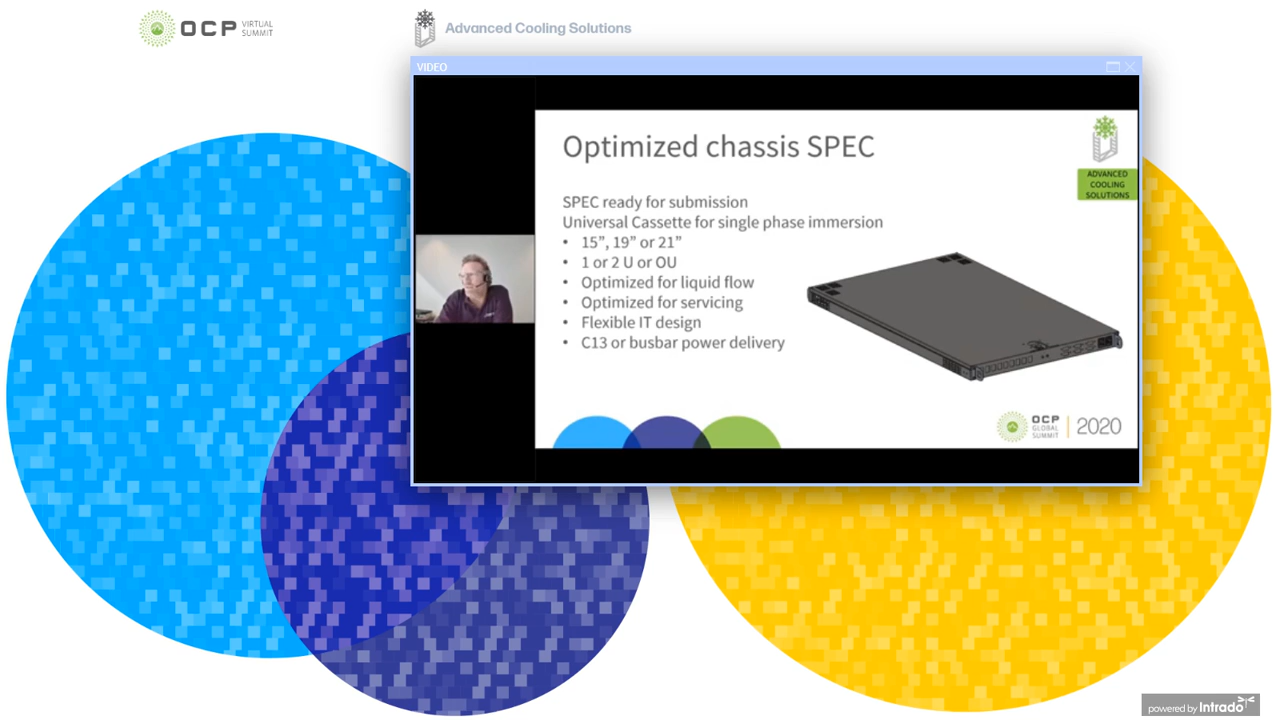 OCP VIRTUAL SUMMIT
Advanced Cooling Solutions
VIDEO
Optimized chassis SPEC
ADVANCED
COOLING
SOLUTIONS
SPEC ready for submission
Universal Cassette for single phase immersion
• 15”, 19” or 21”
• 1 or 2 U or OU
• Optimized for liquid flow
• Optimized for servicing
• Flexible IT design
• C13 or busbar power delivery
OCP GLOBAL SUMMIT 2020
powered by Intrado